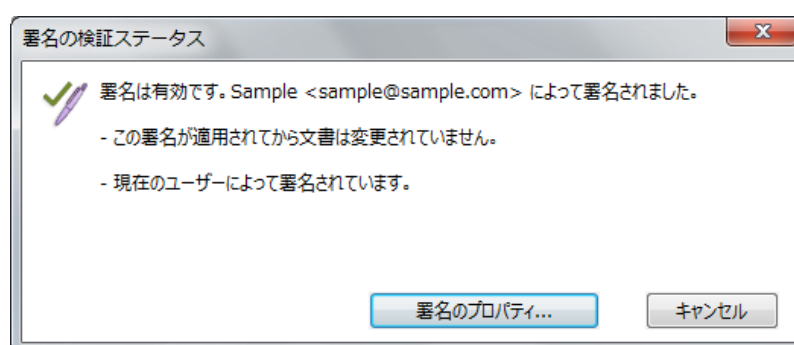 署名の検証ステータス
署名は有効です。Sample <sample@sample.com> によって署名されました。
- この署名が適用されてから文書は変更されていません。
- 現在のユーザーによって署名されています。
署名のプロパティ...
キャンセル